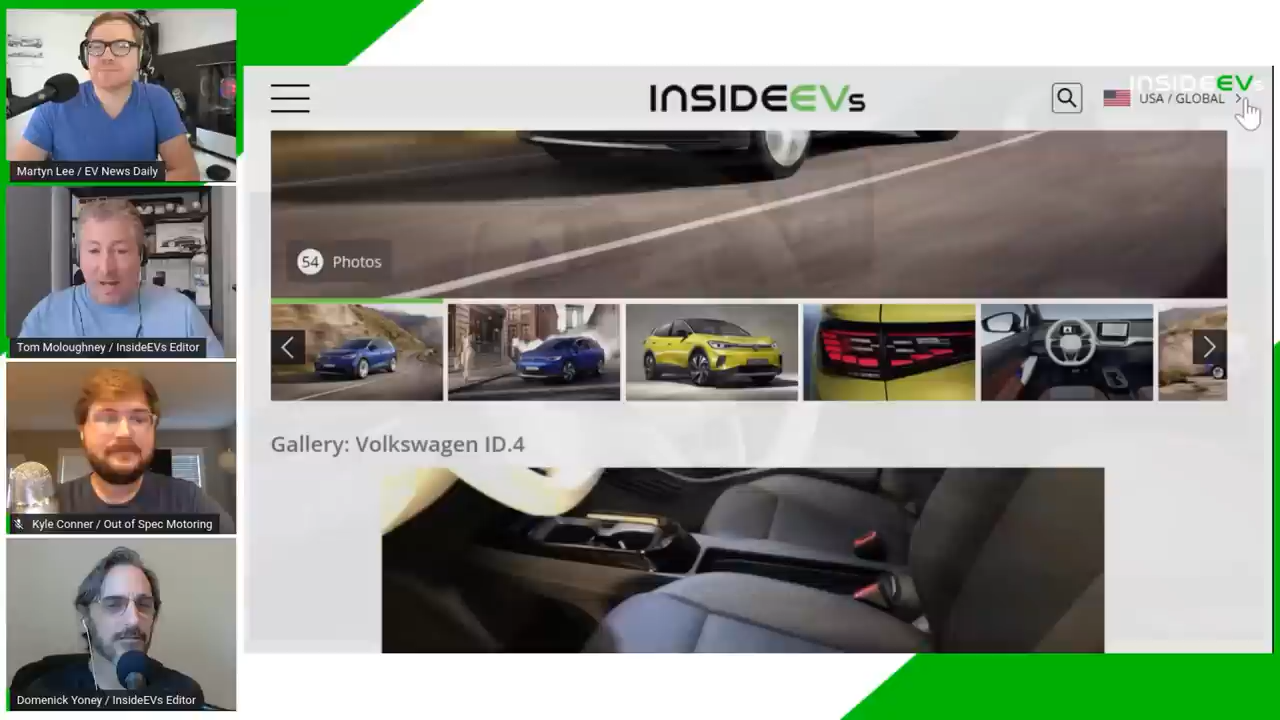 Martyn Lee / EV News Daily
Tom Moloughney / InsideEVs Editor
Kyle Conner / Out of Spec Motoring
Domenick Yoney / InsideEVs Editor
INSIDEEVs
INSIDEEVs
USA / GLOBAL
54 Photos
Gallery: Volkswagen ID.4